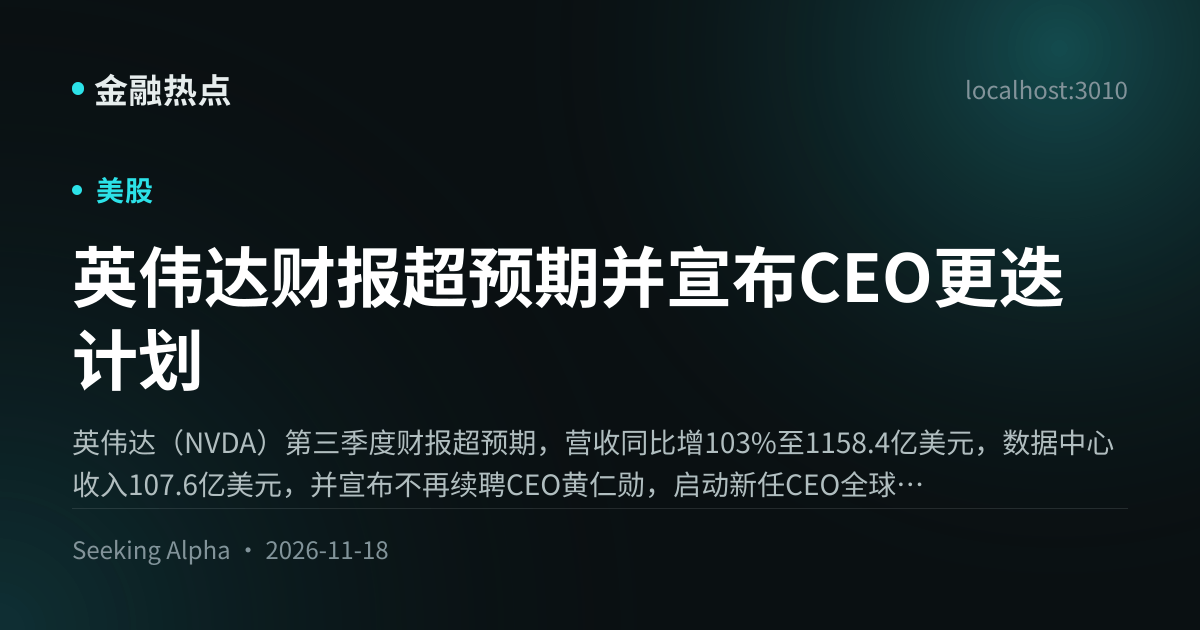 金融热点
localhost:3010
美股
英伟达财报超预期并宣布CEO更迭
计划
英伟达（NVDA）第三季度财报超预期，营收同比增103%至1158.4亿美元，数据中心
收入107.6亿美元，并宣布不再续聘CEO黄仁勋，启动新任CEO全球…
Seeking Alpha · 2026-11-18